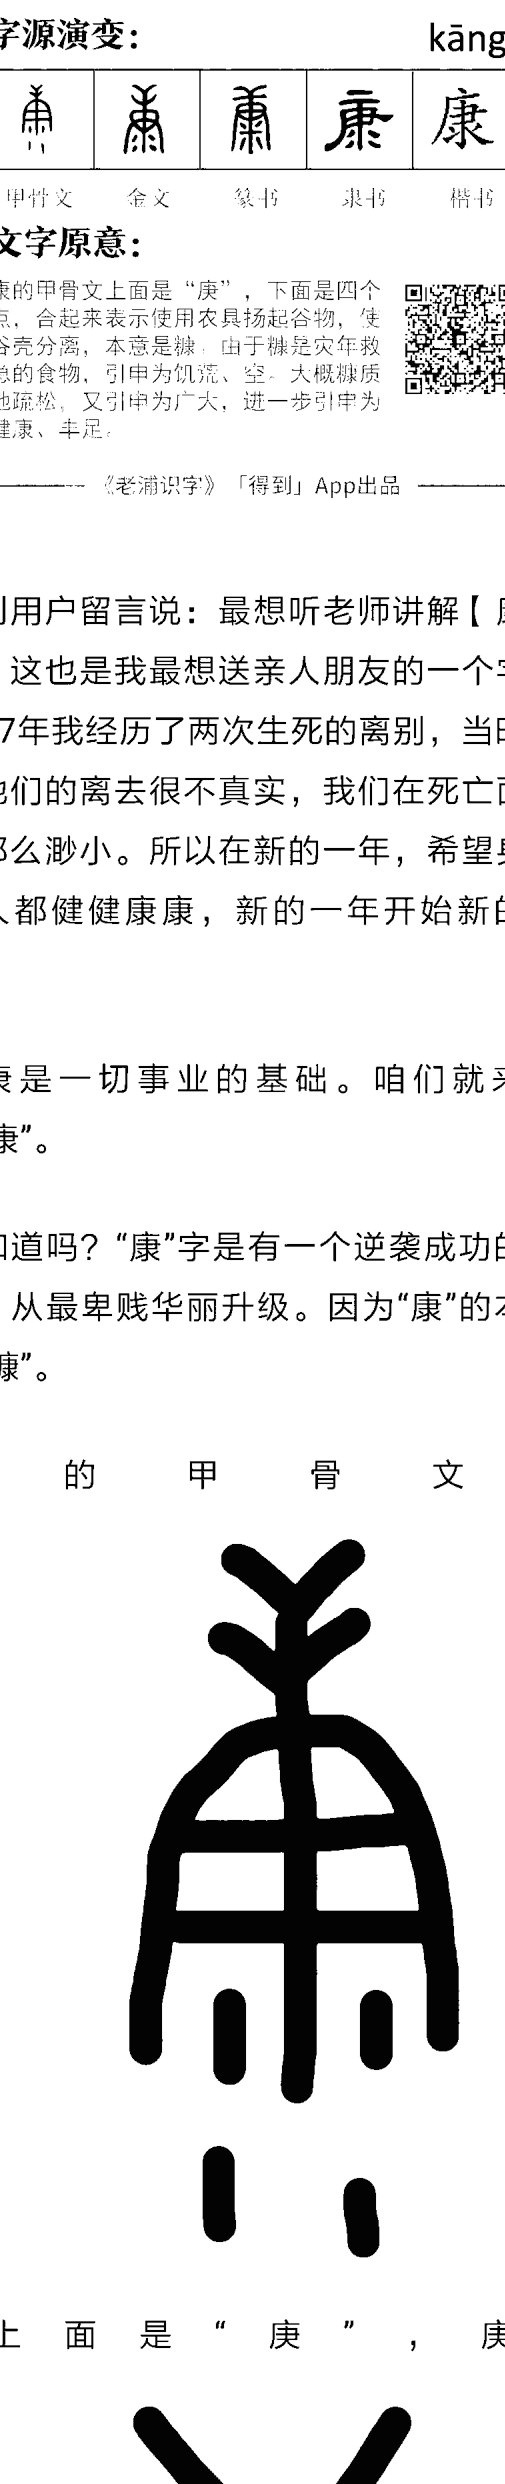 字源演变： kāng
康 康
甲骨文 金文 篆书 隶书 楷书
文字原意：
康的甲骨文上面是“庚”，下面是四个
点，合起来表示使用农具扬起谷物，使
谷壳分离，本意是糠。由于糠是灾年救
急的食物，引申为饥荒、空。大概糠质
地疏松，又引申为广大，进一步引申为
健康、丰足。
《老浦识字》「得到」App出品
用户留言说：最想听老师讲解【
这也是我最想送亲人朋友的一个字
7年我经历了两次生死的离别，当时
他们的离去很不真实，我们在死亡面
那么渺小。所以在新的一年，希望
人都健健康康，新的一年开始新的
康是一切事业的基础。咱们就来
康”。
知道吗？“康”字是有一个逆袭成功的
从最卑贱华丽升级。因为“康”的本
糠”。
的甲骨文
上面是“庚”，庚